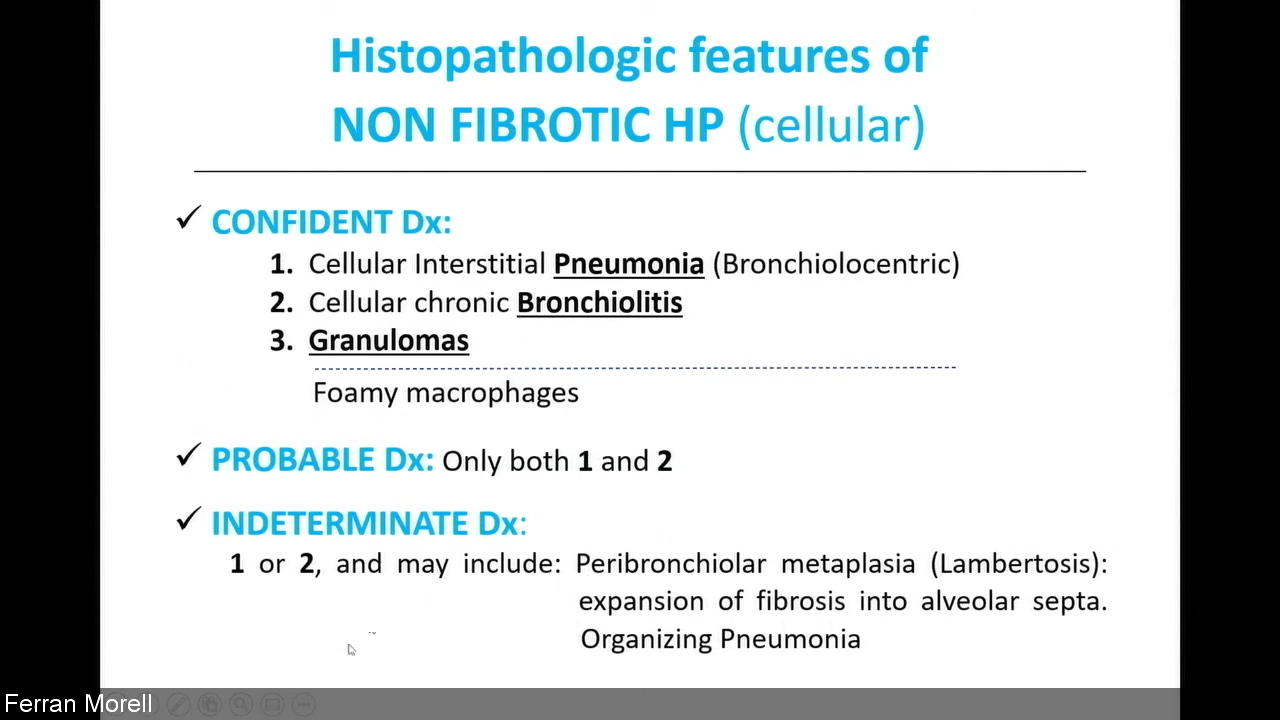 Histopathologic features of
NON FIBROTIC HP (cellular)
✓ CONFIDENT Dx:
1. Cellular Interstitial Pneumonia (Bronchiolocentric)
2. Cellular chronic Bronchiolitis
3. Granulomas
Foamy macrophages
✓ PROBABLE Dx: Only both 1 and 2
✓ INDETERMINATE Dx:
1 or 2, and may include: Peribronchiolar metaplasia (Lambertosis):
expansion of fibrosis into alveolar septa.
Organizing Pneumonia
Ferran Morell